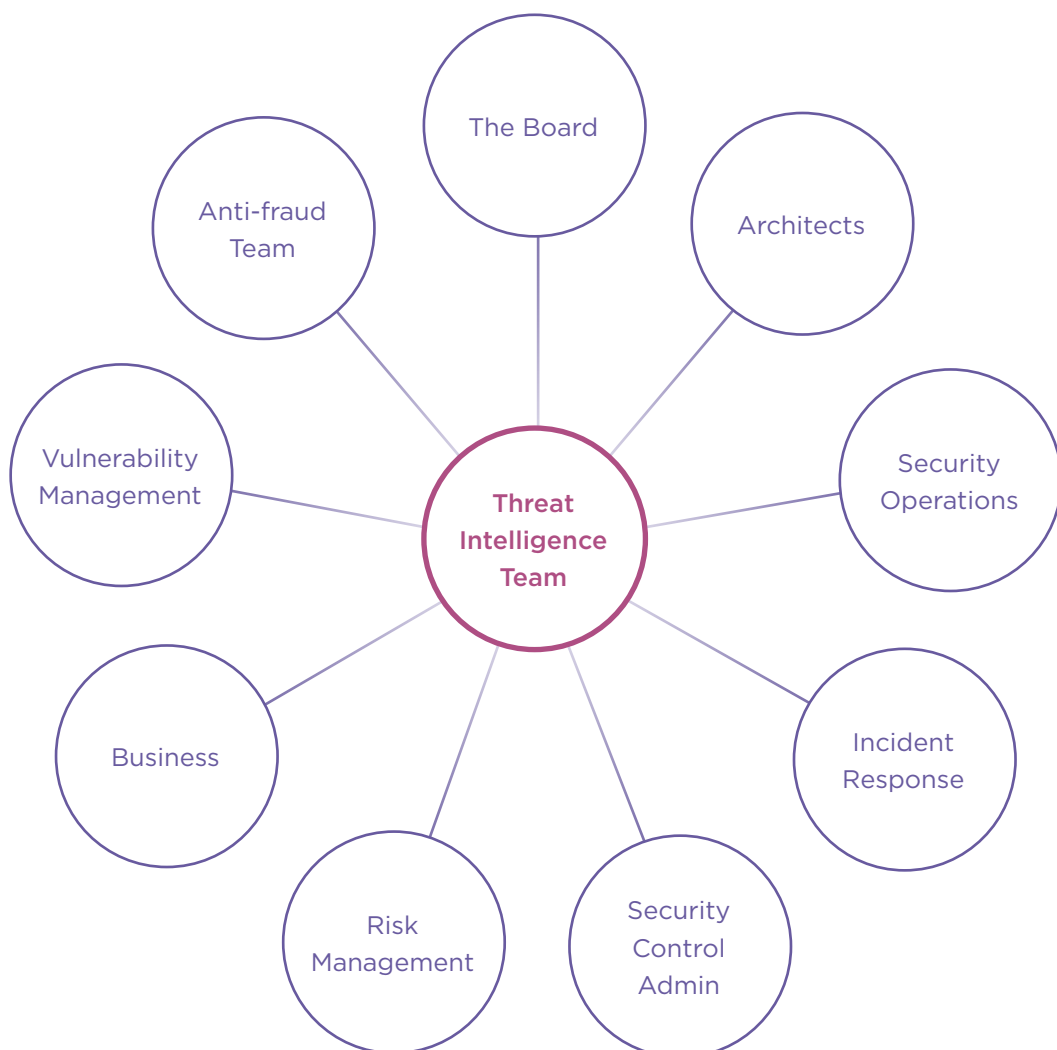 The Board
Architects
Anti-fraud
Team
Security
Operations
Vulnerability
Management
Threat
Intelligence
Team
Incident
Response
Business
Security
Control
Admin
Risk
Management